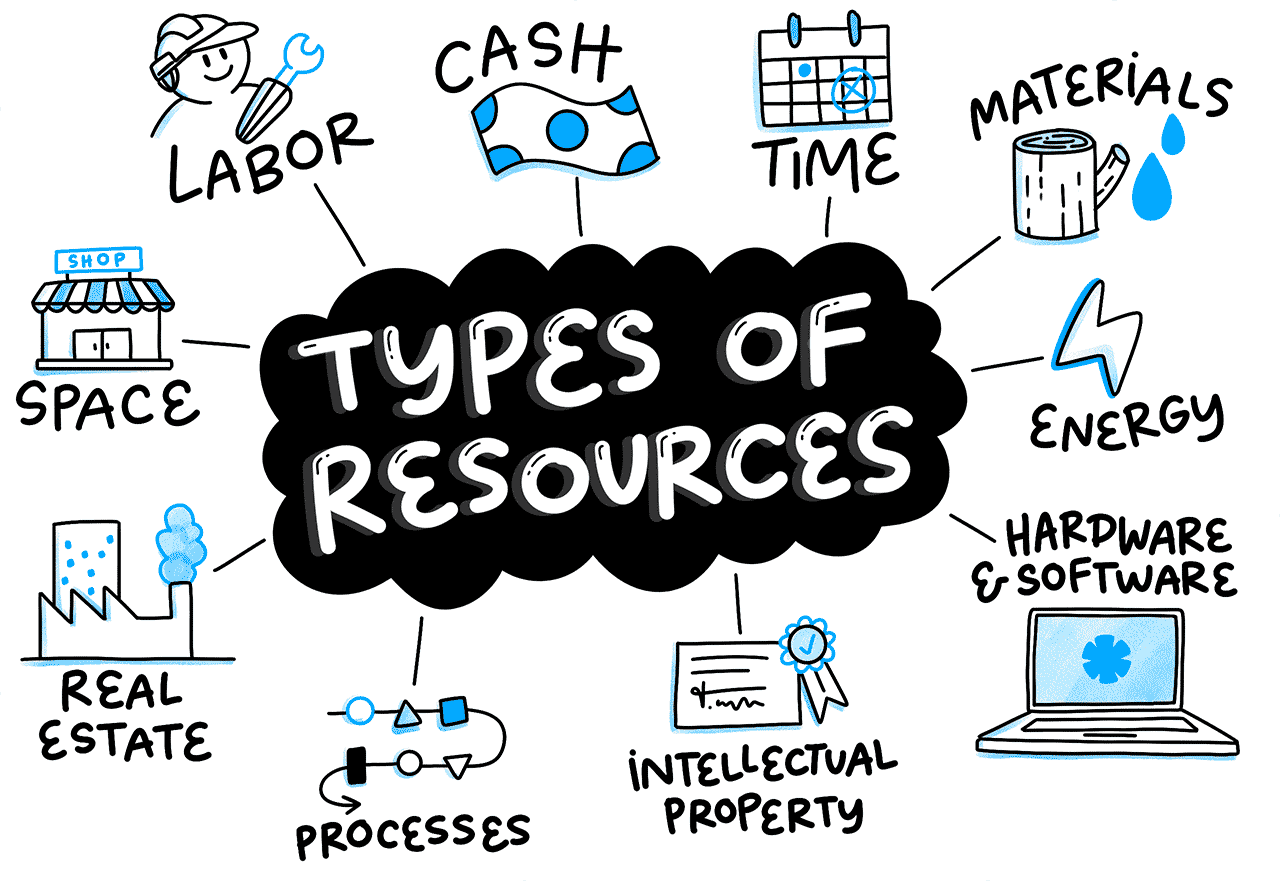 TYPES OF
RESOURCES
LABOR
CASH
TIME
MATERIALS
ENERGY
HARDWARE
& SOFTWARE
INTELLECTUAL
PROPERTY
PROCESSES
REAL
ESTATE
SHOP
SPACE